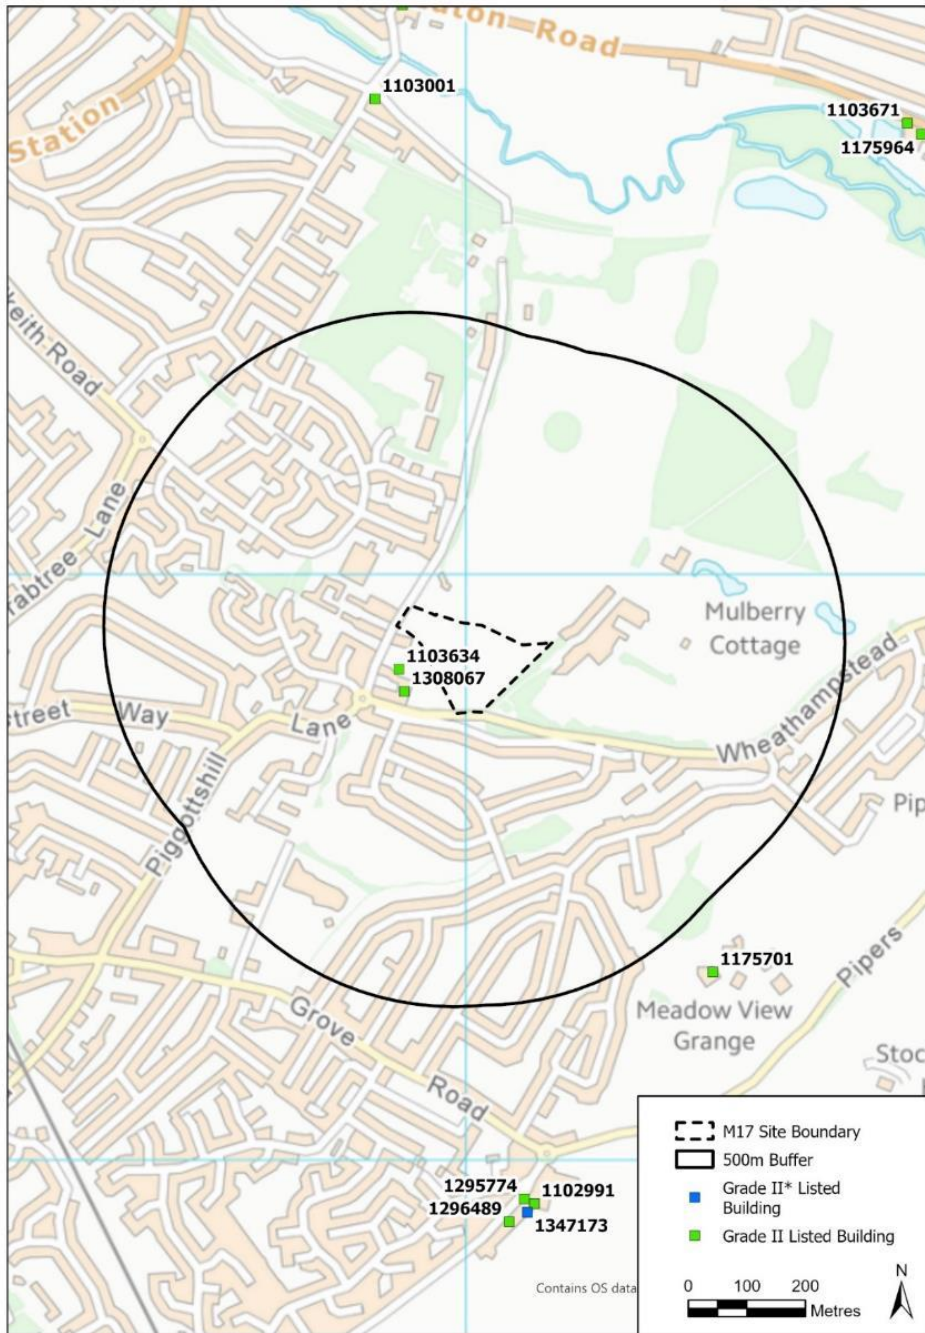 Road
1103001
Station
1103671
1175964
keith Road
Lane
rabtree
Mulberry
Cottage
1103634
1308067
Street Way
Lane
Wheathampstead
Piggottshill
Pip
1175701
Pipers
Meadow View
Grange
Grove
Road
Stoc
1295774
1102991
1296489
1347173
Contains OS data
M17 Site Boundary
500m Buffer
Grade II* Listed
Building
Grade II Listed Building
N
0 100 200
Metres